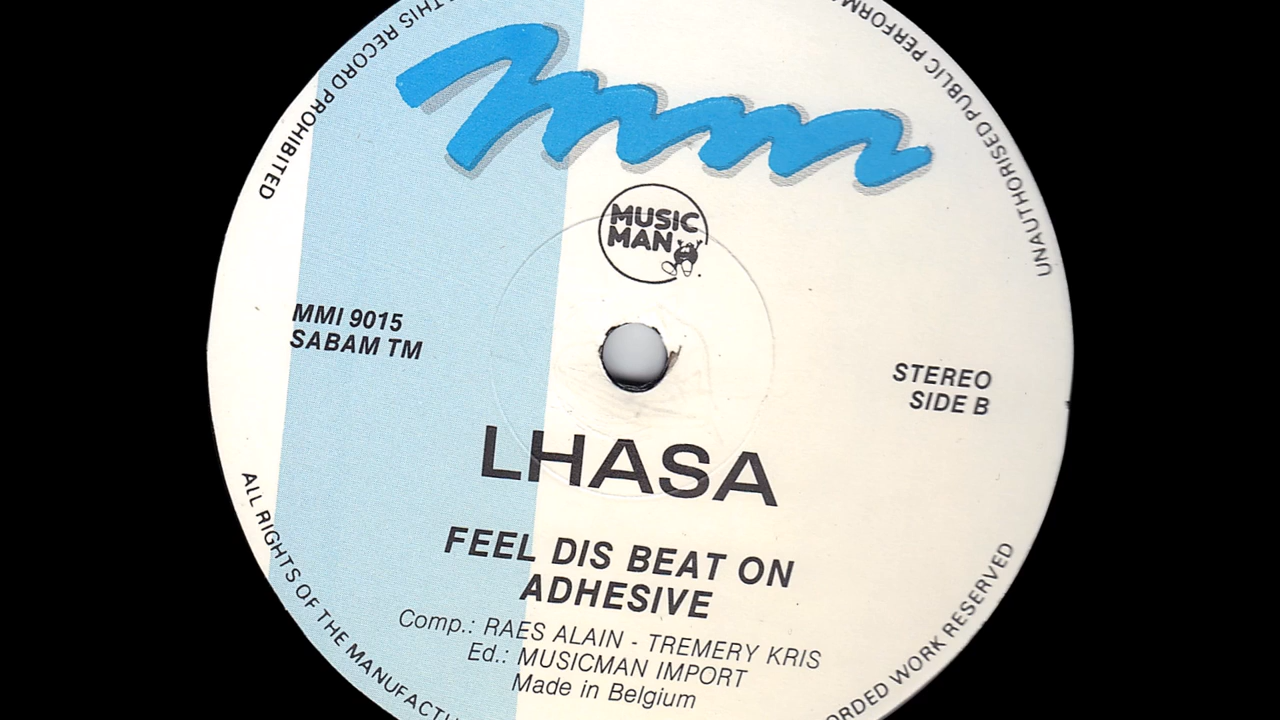 THIS RECORD PROHIBITED
UNAUTHORISED PUBLIC PERFORM
mm
MUSIC
MAN
MMI 9015
SABAM TM
STEREO
SIDE B
LHASA
FEEL DIS BEAT ON
ADHESIVE
Comp.: RAES ALAIN - TREMERY KRIS
Ed.: MUSICMAN IMPORT
Made in Belgium
ALL RIGHTS OF THE MANUFACTU
ORDED WORK RESERVED